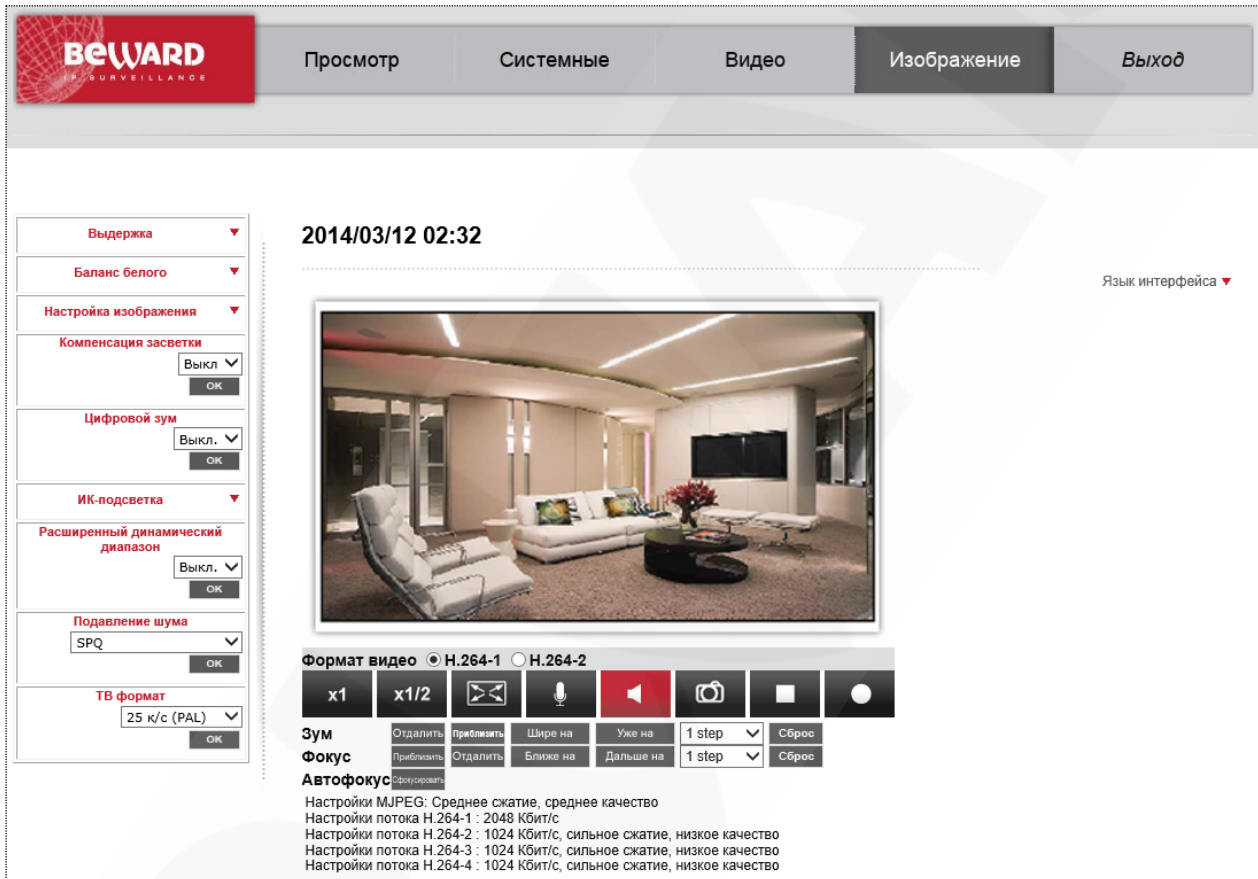 BEWARD
IP SURVEILLANCE
Просмотр
Системные
Видео
Изображение
Выход
Выдержка
Баланс белого
Настройка изображения
Компенсация засветки
Выкл
OK
Цифровой зум
Выкл.
OK
ИК-подсветка
Расширенный динамический
диапазон
Выкл.
OK
Подавление шума
SPQ
OK
ТВ формат
25 к/с (PAL)
OK
2014/03/12 02:32
Язык интерфейса
Формат видео H.264-1 H.264-2
x1 x1/2
Зум Отдалить Приблизить Шире на Уже на 1 step Сброс
Фокус Приблизить Отдалить Ближе на Дальше на 1 step Сброс
Автофокус Сфокусировать
Настройки MJPEG: Среднее сжатие, среднее качество
Настройки потока H.264-1 : 2048 Кбит/с
Настройки потока H.264-2 : 1024 Кбит/с, сильное сжатие, низкое качество
Настройки потока H.264-3 : 1024 Кбит/с, сильное сжатие, низкое качество
Настройки потока H.264-4 : 1024 Кбит/с, сильное сжатие, низкое качество